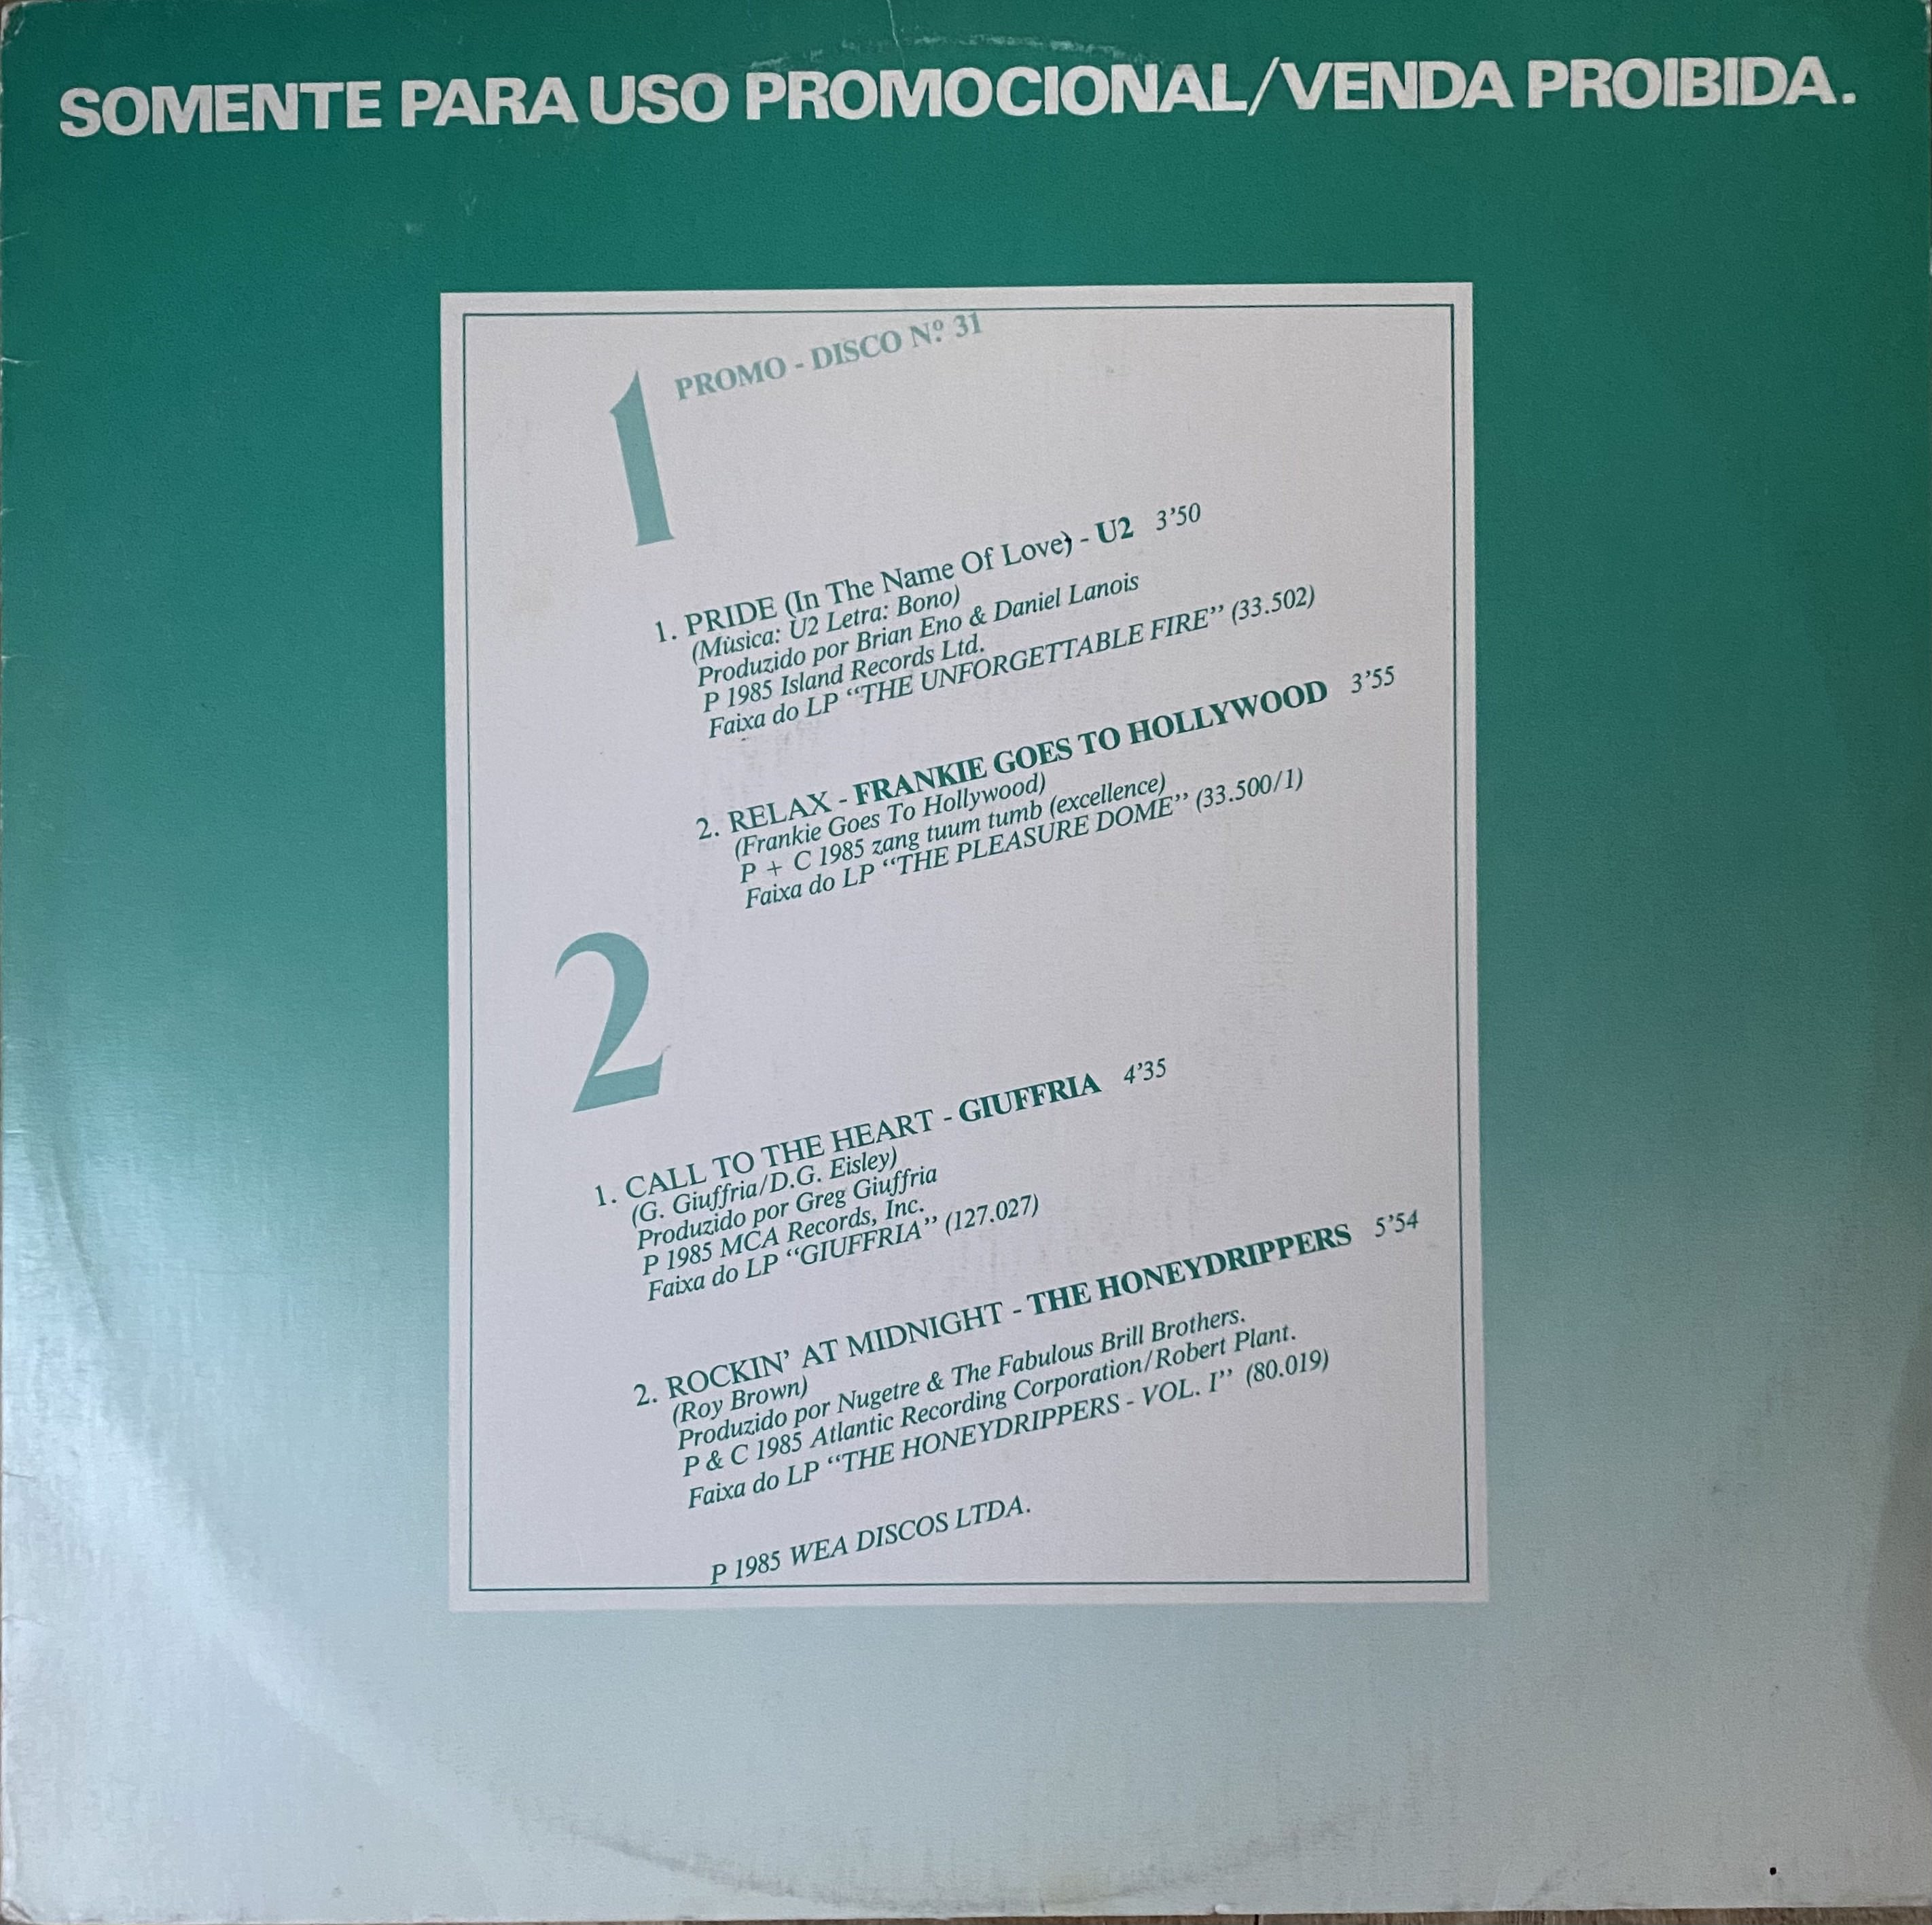 SOMENTE PARA USO PROMOCIONAL/VENDA PROIBIDA.
1
PROMO - DISCO Nº 31
1. PRIDE (In The Name Of Love) - U2 3’50
(Mùsica: U2 Letra: Bono)
Produzido por Brian Eno & Daniel Lanois
P 1985 Island Records Ltd.
Faixa do LP “THE UNFORGETTABLE FIRE” (33.502)
2. RELAX - FRANKIE GOES TO HOLLYWOOD 3’55
(Frankie Goes To Hollywood)
P + C 1985 zang tuum tumb (excellence)
Faixa do LP “THE PLEASURE DOME” (33.500/1)
2
1. CALL TO THE HEART - GIUFFRIA 4’35
(G. Giuffria/D.G. Eisley)
Produzido por Greg Giuffria
P 1985 MCA Records, Inc.
Faixa do LP “GIUFFRIA” (127.027)
2. ROCKIN’ AT MIDNIGHT - THE HONEYDRIPPERS 5’54
(Roy Brown)
Produzido por Nugetre & The Fabulous Brill Brothers.
P & C 1985 Atlantic Recording Corporation/Robert Plant.
Faixa do LP “THE HONEYDRIPPERS - VOL. I” (80.019)
P 1985 WEA DISCOS LTDA.